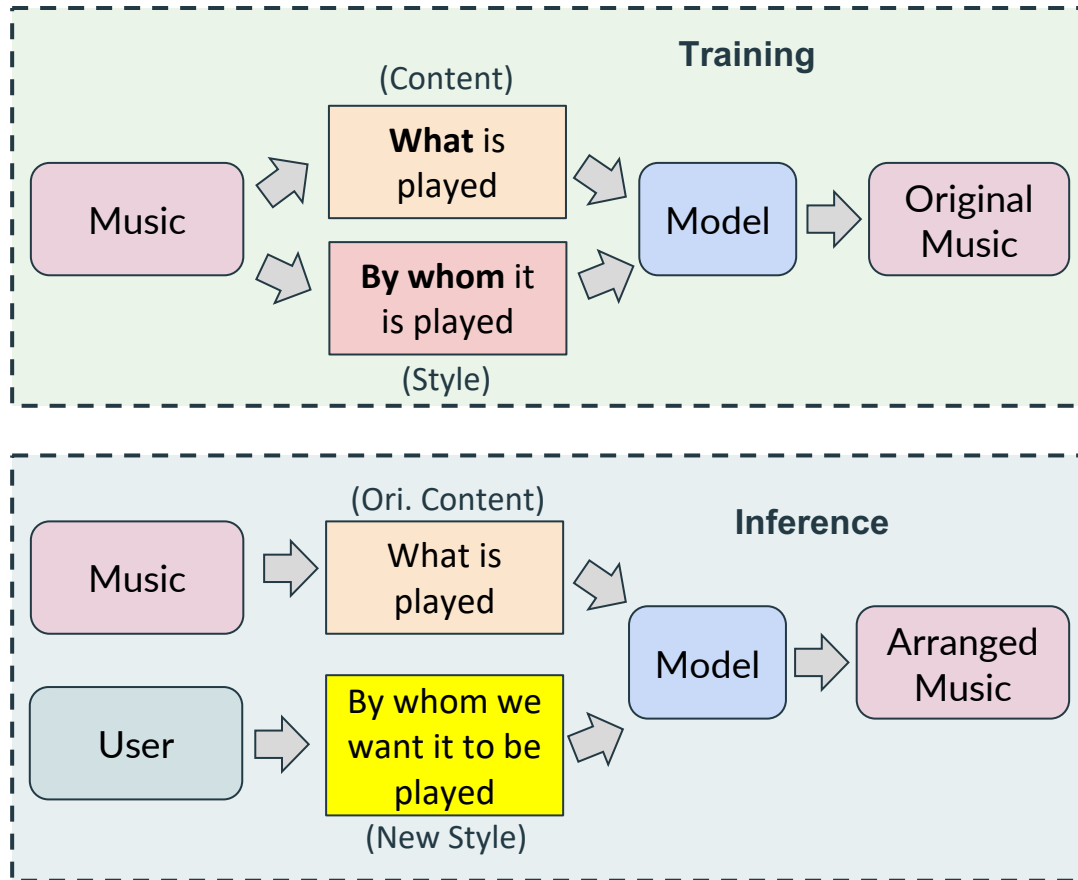 Training
(Content)
What is
played
Music
Model
Original
Music
By whom it
is played
(Style)
Inference
(Ori. Content)
What is
played
Music
Model
Arranged
Music
User
By whom we
want it to be
played
(New Style)